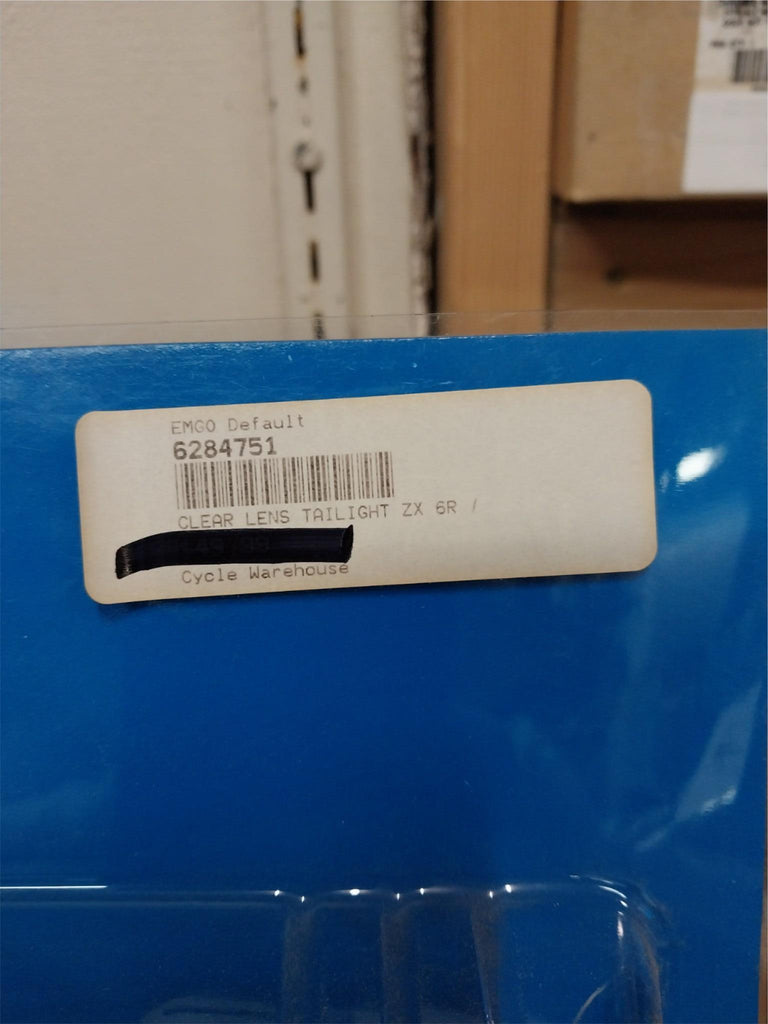 EMGO Default
6284751
CLEAR LENS TAILIGHT ZX 6R /
Cycle Warehouse